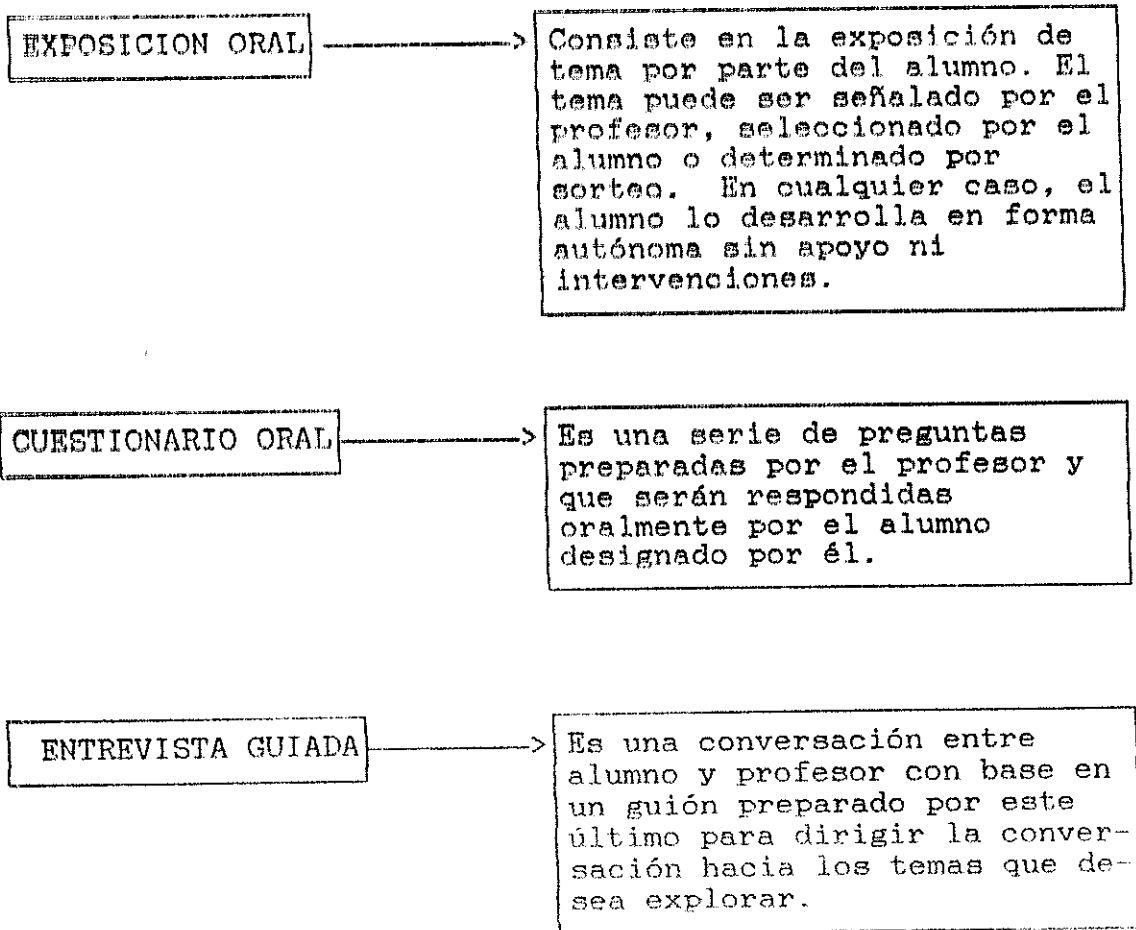 EXPOSICION ORAL
Consiste en la exposición de
tema por parte del alumno. El
tema puede ser señalado por el
profesor, seleccionado por el
alumno o determinado por
sorteo. En cualquier caso, el
alumno lo desarrolla en forma
autónoma sin apoyo ni
intervenciones.
CUESTIONARIO ORAL
Es una serie de preguntas
preparadas por el profesor y
que serán respondidas
oralmente por el alumno
designado por él.
ENTREVISTA GUIADA
Es una conversación entre
alumno y profesor con base en
un guión preparado por este
último para dirigir la conver-
sación hacia los temas que de-
sea explorar.